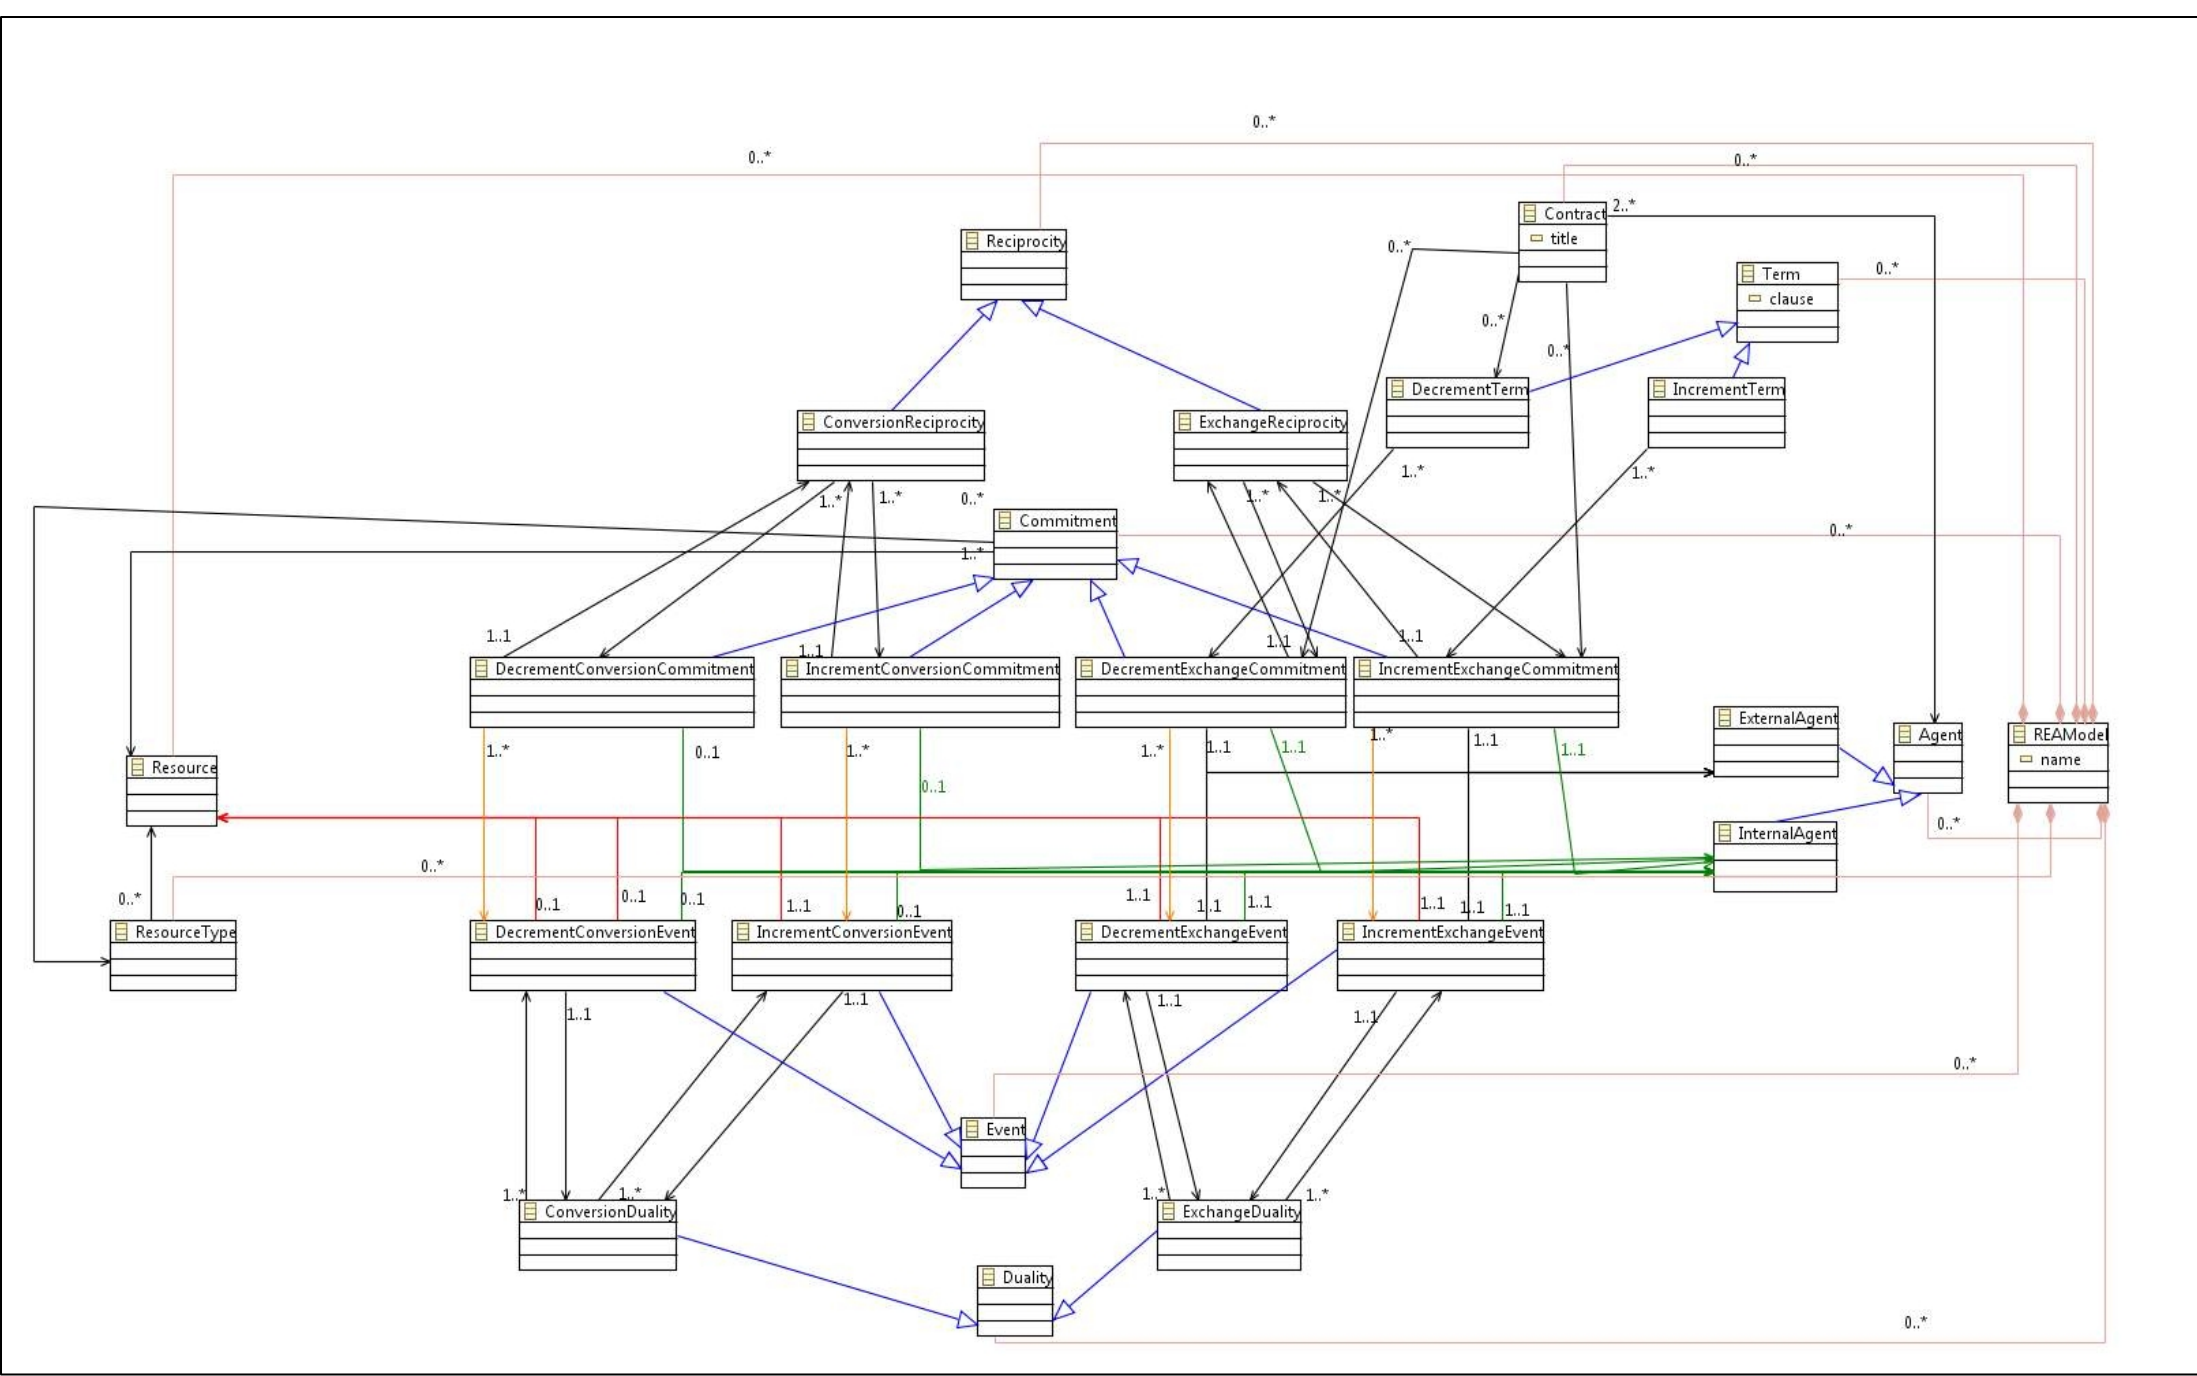 0..*
0..*
0..*
2..*
Contract
title
Reciprocity
0..*
Term
clause
0..*
0..*
0..*
DecrementTerm
IncrementTerm
ConversionReciprocity
ExchangeReciprocity
1..*
1..*
1..*
1..*
0..*
1..*
1..*
Commitment
0..*
1..*
1..1
1..1
1..1
1..1
DecrementConversionCommitment
IncrementConversionCommitment
DecrementExchangeCommitment
IncrementExchangeCommitment
ExternalAgent
Agent
REAModel
name
1..*
0..1
1..*
1..*
1..1
1..1
1..*
1..1
1..1
Resource
0..1
InternalAgent
0..*
0..*
0..*
0..1
0..1
0..1
1..1
0..1
1..1
1..1
1..1
1..1
1..1
1..1
ResourceType
DecrementConversionEvent
IncrementConversionEvent
DecrementExchangeEvent
IncrementExchangeEvent
1..1
1..1
1..1
1..1
0..*
Event
1..*
1..*
1..*
1..*
ConversionDuality
ExchangeDuality
Duality
0..*